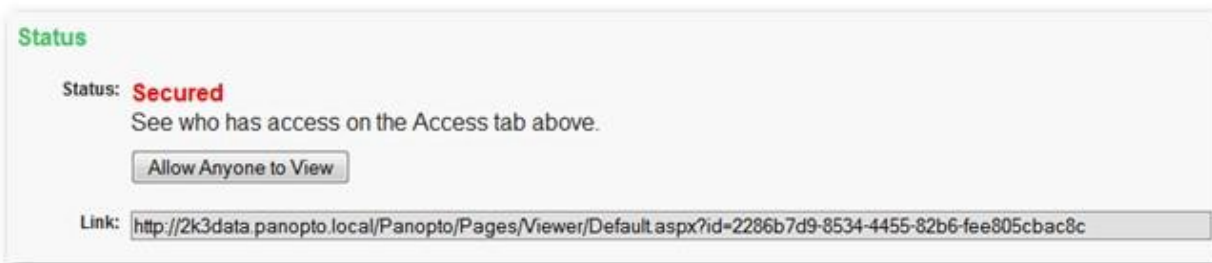 Status
Status: Secured
See who has access on the Access tab above.
Allow Anyone to View
Link: http://2k3data.panopto.local/Panopto/Pages/Viewer/Default.aspx?id=2286b7d9-8534-4455-82b6-fee805cbac8c